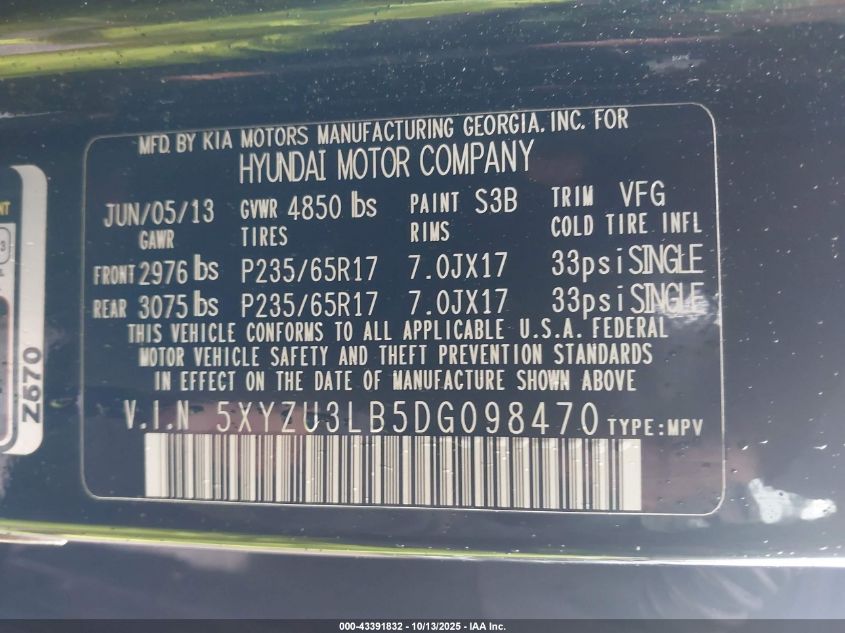 MFD. BY KIA MOTORS MANUFACTURING GEORGIA, INC. FOR
HYUNDAI MOTOR COMPANY
JUN/05/13 GVWR 4850 lbs PAINT S3B TRIM VFG
GAWR TIRES RIMS COLD TIRE INFL
FRONT 2976 lbs P235/65R17 7.0JX17 33psi SINGLE
REAR 3075 lbs P235/65R17 7.0JX17 33psi SINGLE
THIS VEHICLE CONFORMS TO ALL APPLICABLE U.S.A. FEDERAL
MOTOR VEHICLE SAFETY AND THEFT PREVENTION STANDARDS
IN EFFECT ON THE DATE OF MANUFACTURE SHOWN ABOVE
V.I.N 5XYZU3LB5DG098470 TYPE:MPV
Z670
000-43391832 - 10/13/2025 - IAA Inc.